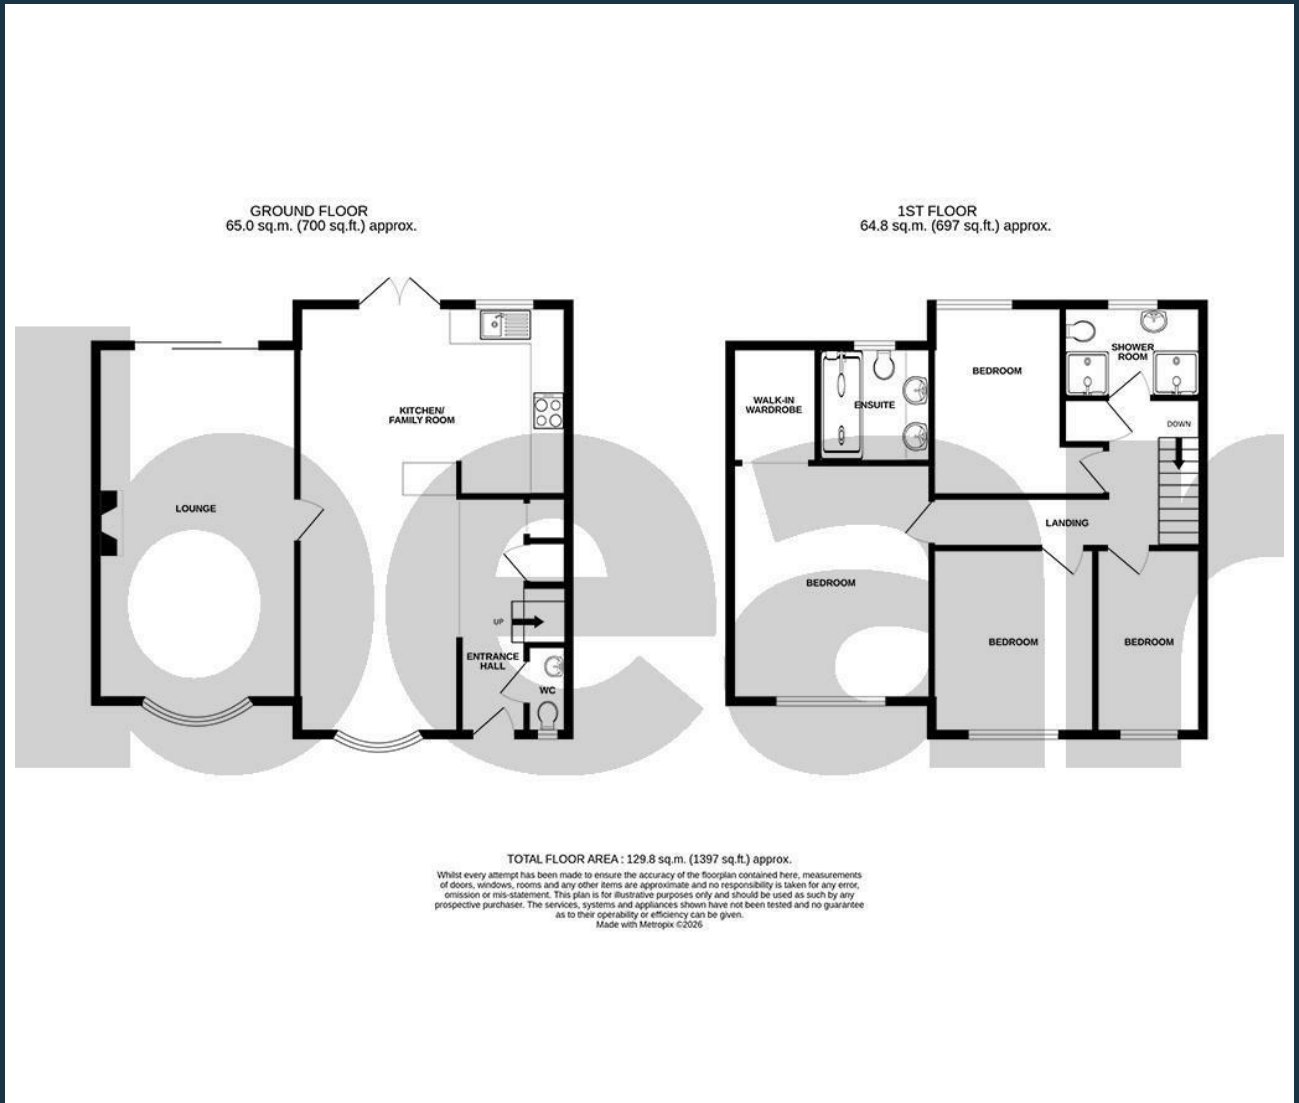 GROUND FLOOR
65.0 sq.m. (700 sq.ft.) approx.
1ST FLOOR
64.8 sq.m. (697 sq.ft.) approx.
KITCHEN/
FAMILY ROOM
LOUNGE
UP
ENTRANCE
HALL
WC
WALK-IN
WARDROBE
ENSUITE
BEDROOM
SHOWER
ROOM
DOWN
LANDING
BEDROOM
BEDROOM
BEDROOM
bear
TOTAL FLOOR AREA : 129.8 sq.m. (1397 sq.ft.) approx.
Whilst every attempt has been made to ensure the accuracy of the floorplan contained here, measurements
of doors, windows, rooms and any other items are approximate and no responsibility is taken for any error,
omission or mis-statement. This plan is for illustrative purposes only and should be used as such by any
prospective purchaser. The services, systems and appliances shown have not been tested and no guarantee
as to their operability or efficiency can be given.
Made with Metropix ©2026